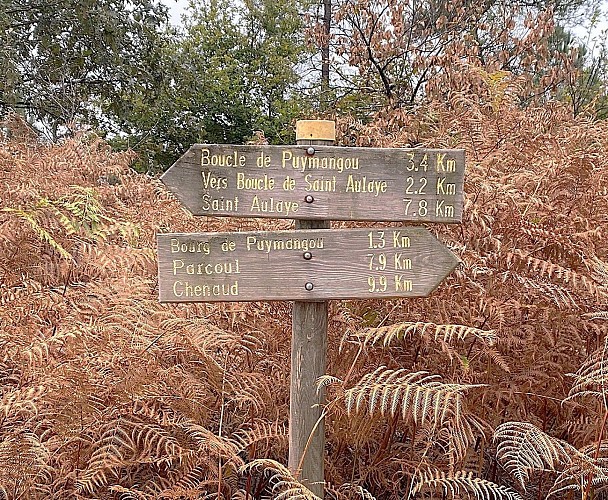 Boucle de Puymangou 3.4 Km
Vers Boucle de Saint Aulaye 2.2 Km
Saint Aulaye 7.8 Km
Bourg de Puymangou 1.3 Km
Parcoul 7.9 Km
Chenaud 9.9 Km